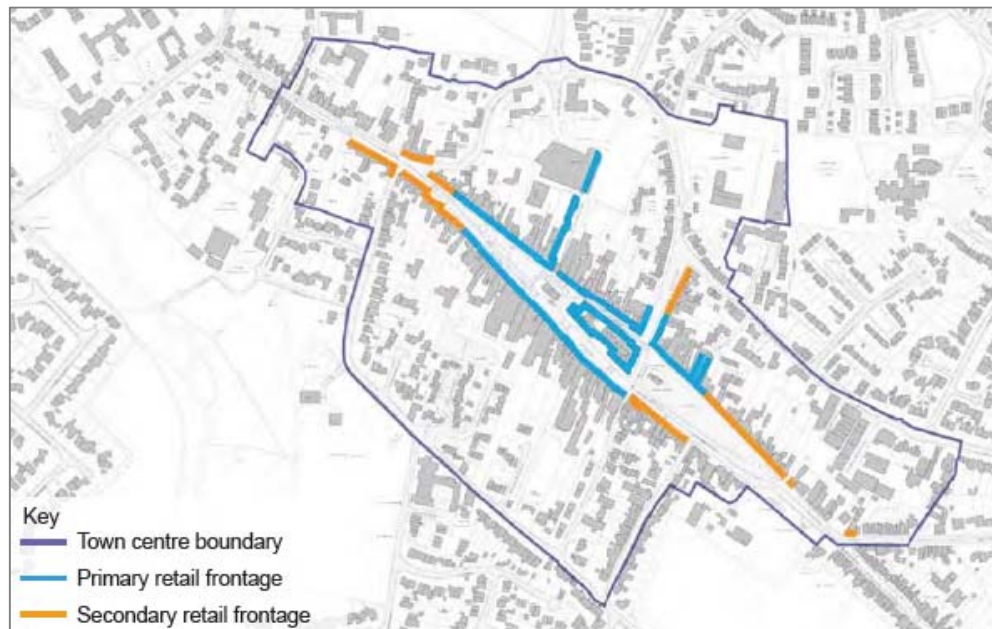 Key
Town centre boundary
Primary retail frontage
Secondary retail frontage